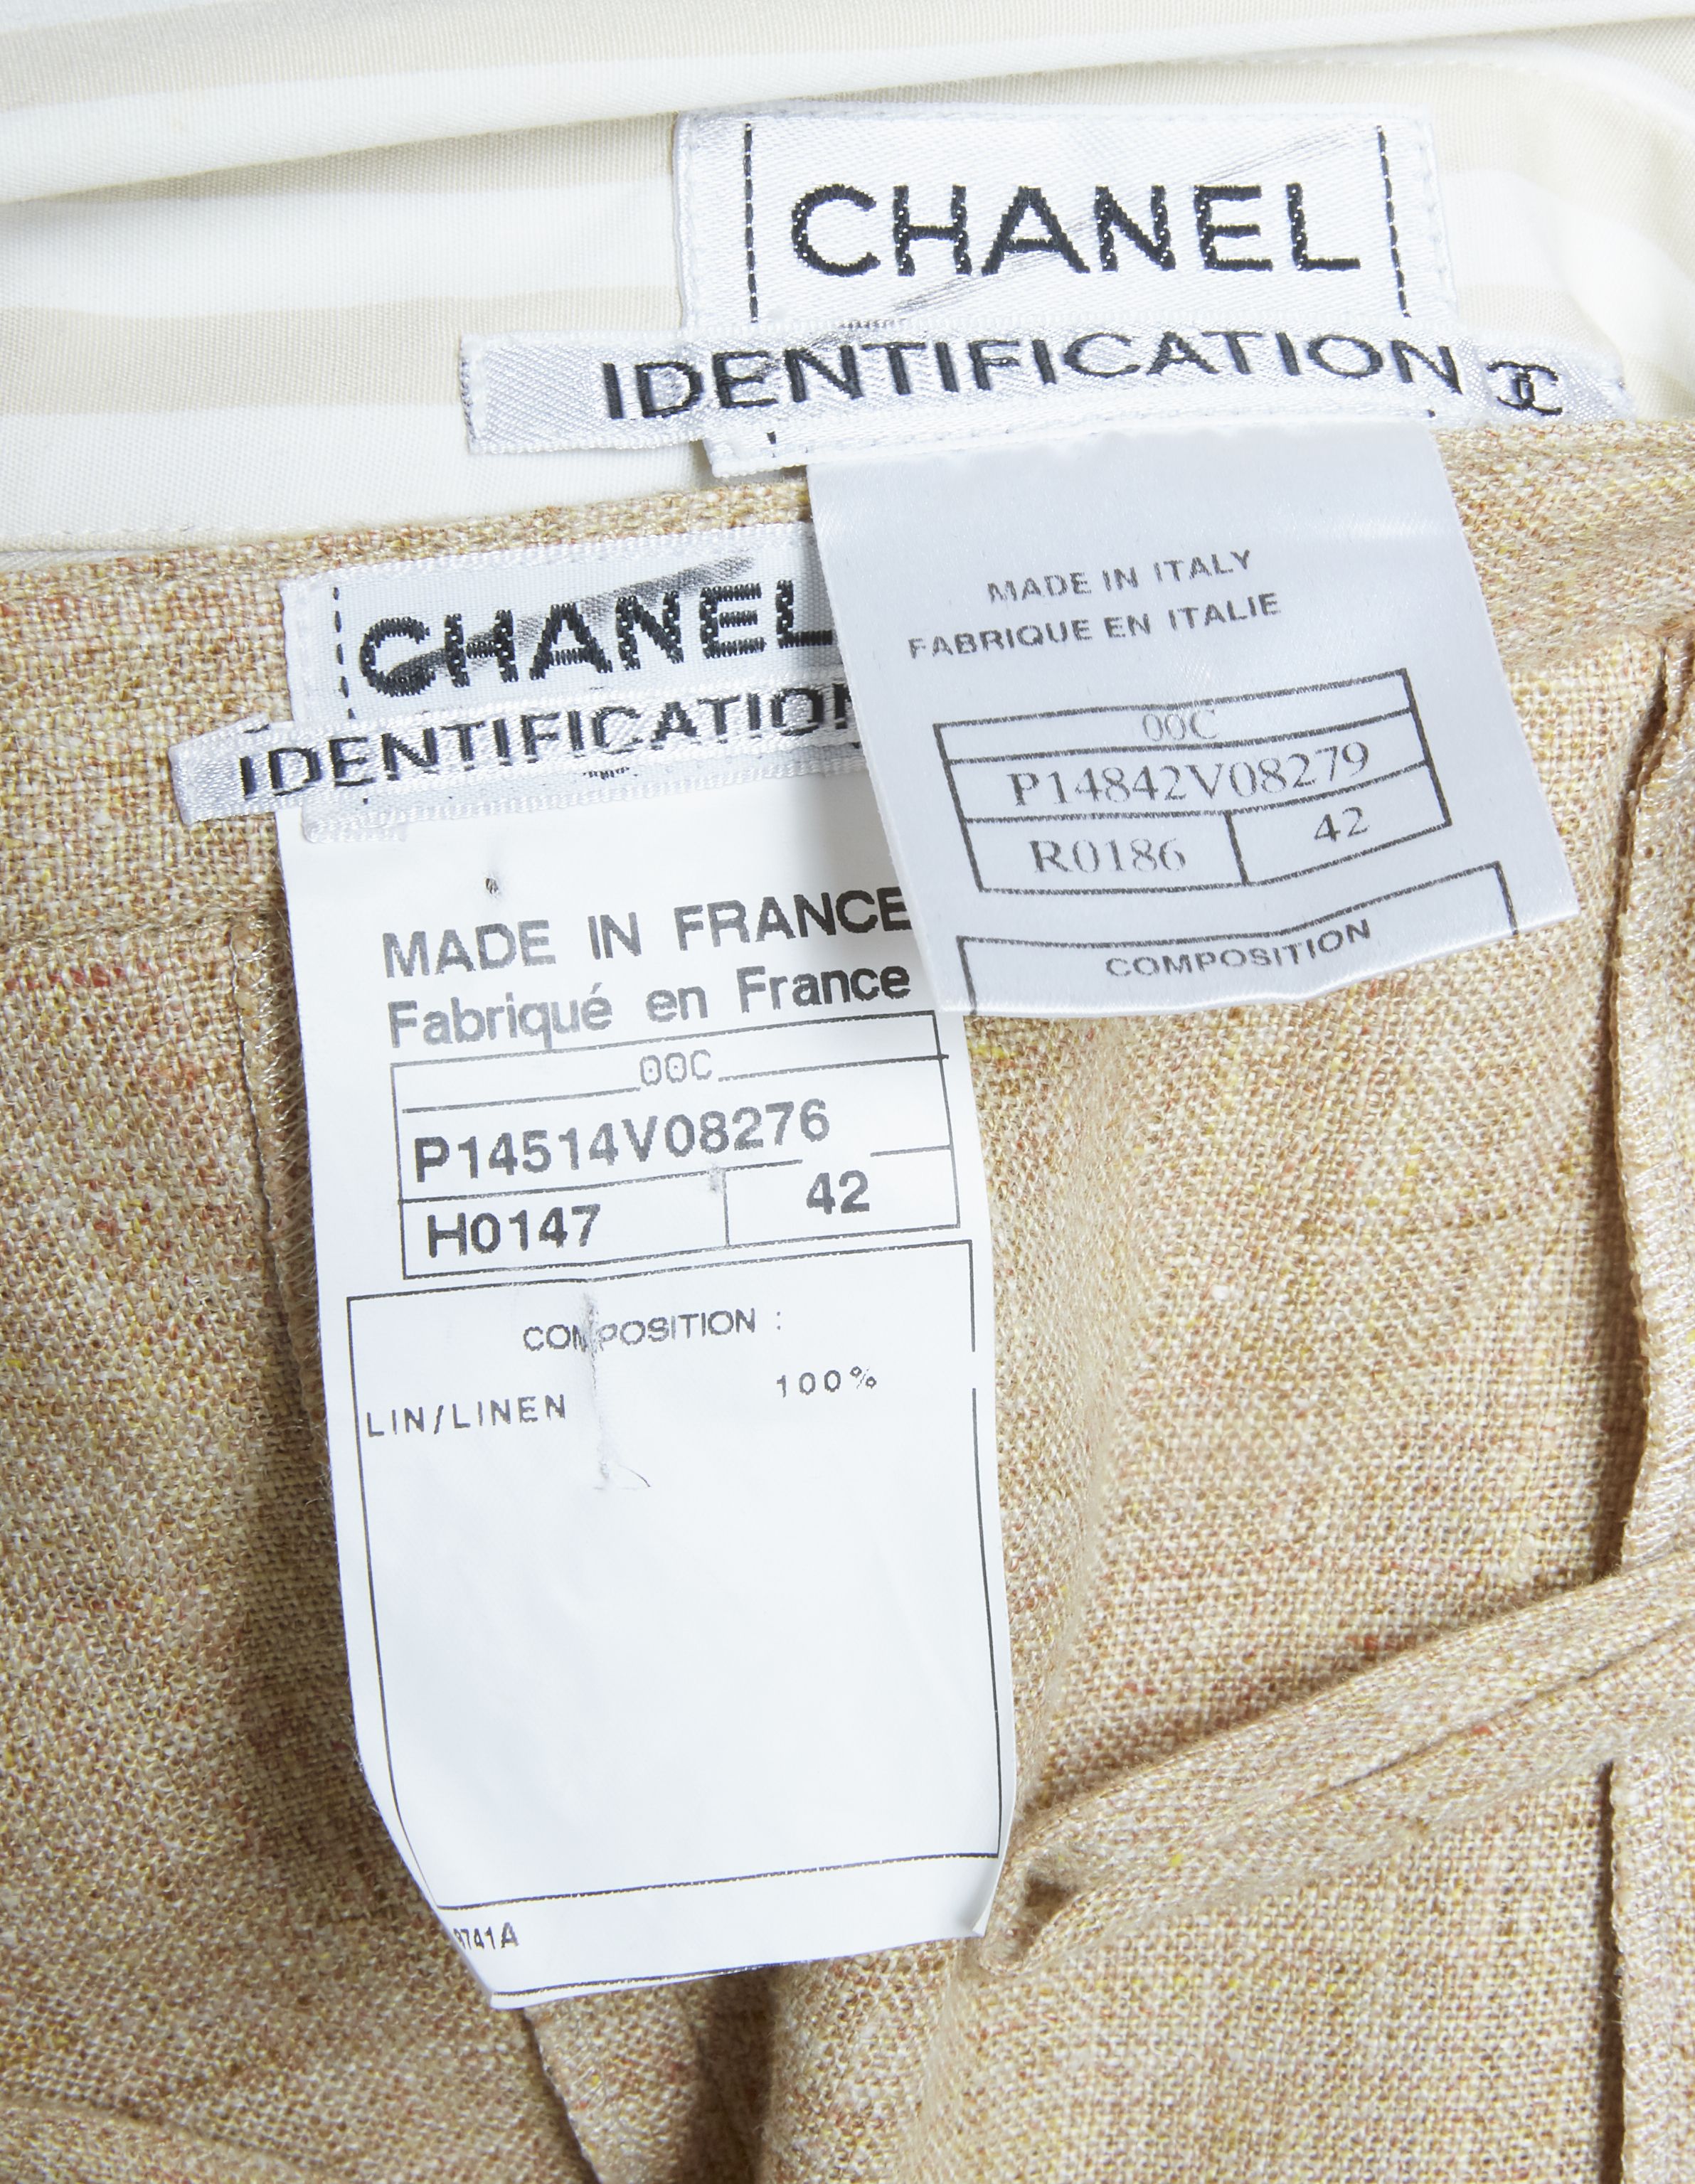 CHANEL
IDENTIFICATION
MADE IN ITALY
FABRIQUE EN ITALIE
00C
P14842V08279
R0186 42
COMPOSITION
CHANEL
IDENTIFICATION
MADE IN FRANCE
Fabriqué en France
00C
P14514V08276
H0147 42
COMPOSITION :
LIN/LINEN 100%